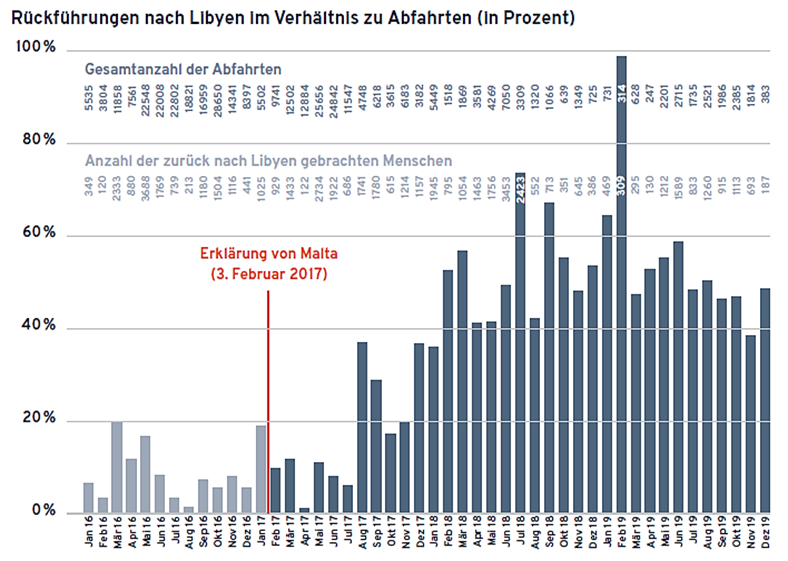 Rückführungen nach Libyen im Verhältnis zu Abfahrten (in Prozent)
100 %
Gesamtanzahl der Abfahrten
5535 3804 11858 7561 22548 22008 22802 18821 16959 28650 14341 8397 5502 9741 12502 12884 25656 24842 11547 4748 6218 3615 6183 3182 5449 1518 1869 3581 4269 7050 3309 1320 1066 639 1349 725 731 314 628 247 2201 2715 1735 2521 1986 2385 1814 383
80 %
Anzahl der zurück nach Libyen gebrachten Menschen
349 120 2333 880 3688 1769 739 213 1180 1504 1116 441 1025 929 1433 122 2734 1922 686 1741 1780 615 1214 1157 1945 795 1054 1463 1756 3453 2423 552 713 351 645 386 469 309 295 130 1212 1589 833 1260 915 1113 693 187
60 %
Erklärung von Malta
(3. Februar 2017)
40 %
20 %
0 %
Jan 16 Feb 16 Mär 16 Apr 16 Mai 16 Jun 16 Jul 16 Aug 16 Sep 16 Okt 16 Nov 16 Dez 16 Jan 17 Feb 17 Mär 17 Apr 17 Mai 17 Jun 17 Jul 17 Aug 17 Sep 17 Okt 17 Nov 17 Dez 17 Jan 18 Feb 18 Mär 18 Apr 18 Mai 18 Jun 18 Jul 18 Aug 18 Sep 18 Okt 18 Nov 18 Dez 18 Jan 19 Feb 19 Mär 19 Apr 19 Mai 19 Jun 19 Jul 19 Aug 19 Sep 19 Okt 19 Nov 19 Dez 19